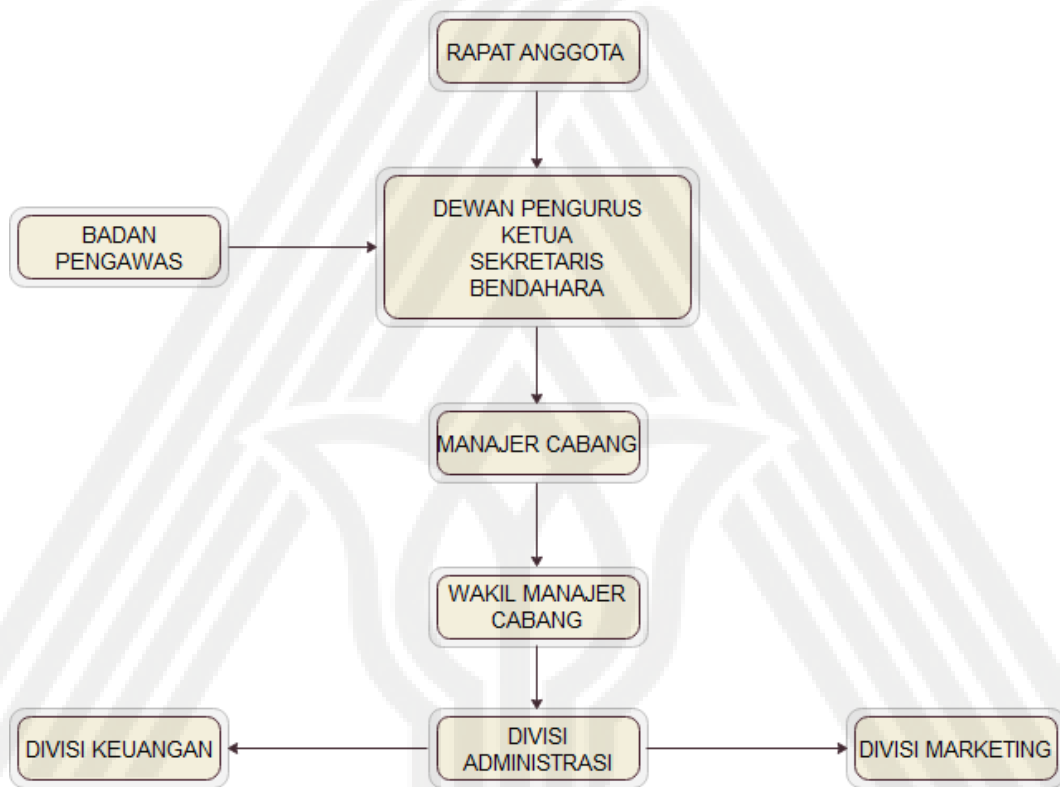 RAPAT ANGGOTA
DEWAN PENGURUS
KETUA
SEKRETARIS
BENDAHARA
BADAN
PENGAWAS
MANAJER CABANG
WAKIL MANAJER
CABANG
DIVISI KEUANGAN
DIVISI
ADMINISTRASI
DIVISI MARKETING